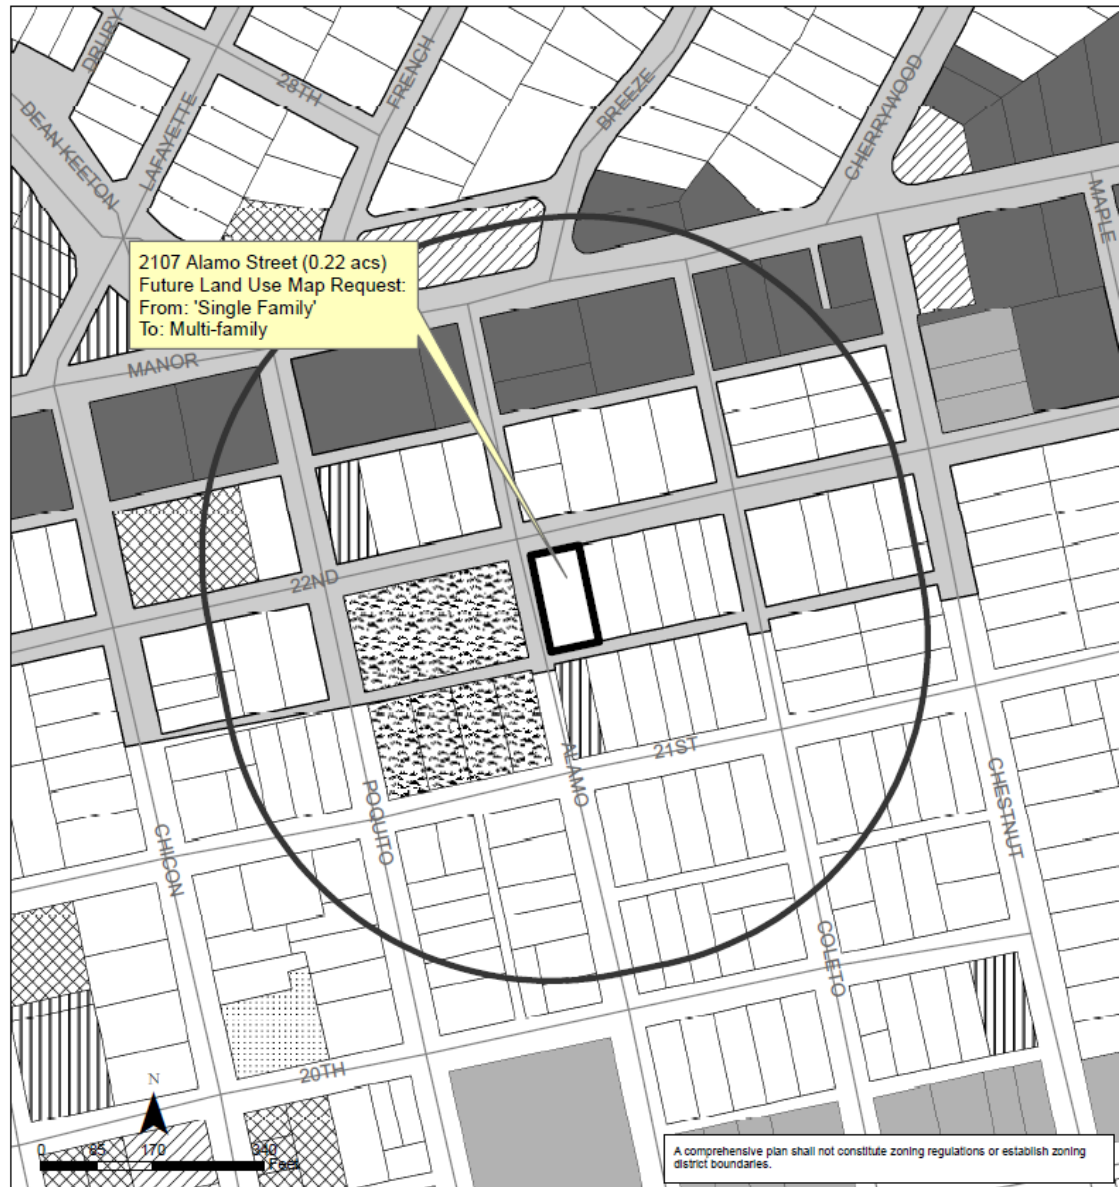 DRURY
28TH
FRENCH
BREEZE
CHERRYWOOD
DEAN KEETON
LAFAYETTE
MAPLE
2107 Alamo Street (0.22 acs)
Future Land Use Map Request:
From: 'Single Family'
To: Multi-family
MANOR
22ND
21ST
ALAMO
POQUITO
CHICON
CHESTNUT
COLETO
20TH
N
0 85 170 340
Feet
A comprehensive plan shall not constitute zoning regulations or establish zoning
district boundaries.